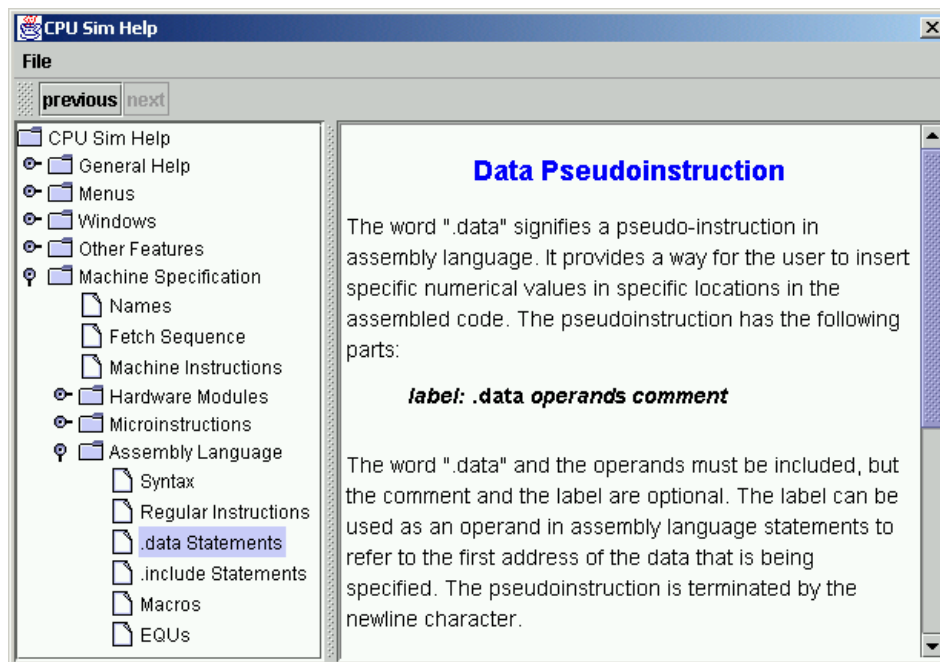 CPU Sim Help
File
previous next
CPU Sim Help
General Help
Menus
Windows
Other Features
Machine Specification
Names
Fetch Sequence
Machine Instructions
Hardware Modules
Microinstructions
Assembly Language
Syntax
Regular Instructions
.data Statements
.include Statements
Macros
EQUs
Data Pseudoinstruction
The word ".data" signifies a pseudo-instruction in
assembly language. It provides a way for the user to insert
specific numerical values in specific locations in the
assembled code. The pseudoinstruction has the following
parts:
label: .data operands comment
The word ".data" and the operands must be included, but
the comment and the label are optional. The label can be
used as an operand in assembly language statements to
refer to the first address of the data that is being
specified. The pseudoinstruction is terminated by the
newline character.